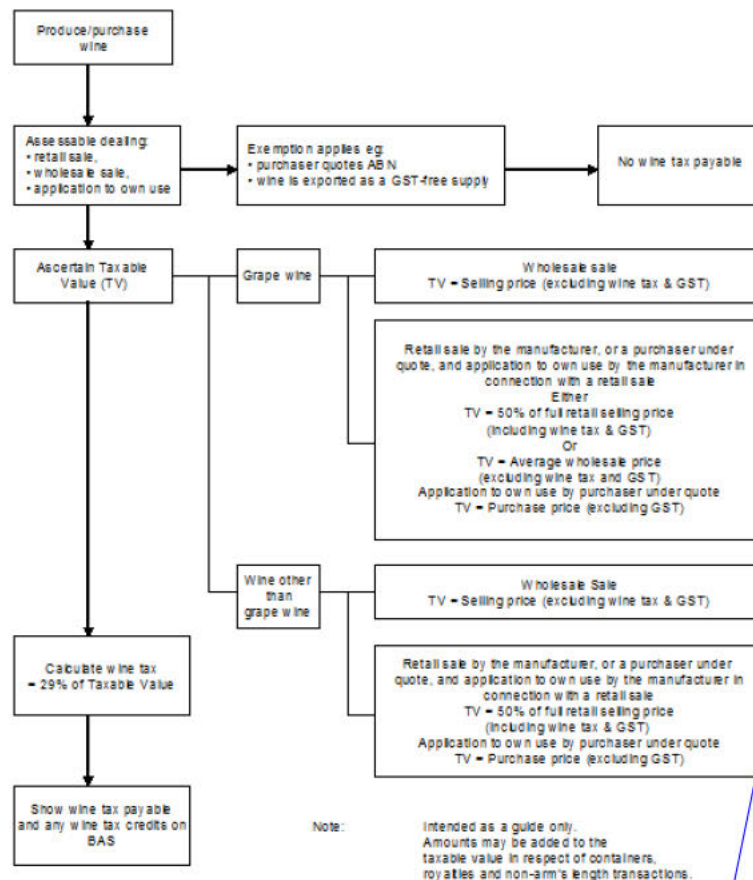 Produce/purchase
wine
Assessable dealing:
• retail sale,
• wholesale sale,
• application to own use
Exemption applies eg:
• purchaser quotes ABN
• wine is exported as a GST-free supply
No wine tax payable
Ascertain Taxable
Value (TV)
Grape wine
Wholesale sale
TV = Selling price (excluding wine tax & GST)
Retail sale by the manufacturer, or a purchaser under
quote, and application to own use by the manufacturer in
connection with a retail sale
Either
TV = 50% of full retail selling price
(including wine tax & GST)
Or
TV = Average wholesale price
(excluding wine tax and GST)
Application to own use by purchaser under quote
TV = Purchase price (excluding GST)
Wine other
than
grape wine
Wholesale Sale
TV = Selling price (excluding wine tax & GST)
Retail sale by the manufacturer, or a purchaser under
quote, and application to own use by the manufacturer in
connection with a retail sale
TV = 50% of full retail selling price
(including wine tax & GST)
Application to own use by purchaser under quote
TV = Purchase price (excluding GST)
Calculate wine tax
= 29% of Taxable Value
Show wine tax payable
and any wine tax credits on
BAS
Note: Intended as a guide only.
Amounts may be added to the
taxable value in respect of containers,
royalties and non-arm's length transactions.